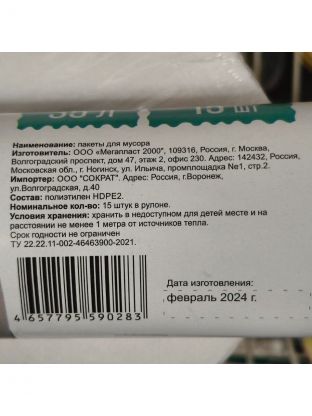 15 шт
Наименование: пакеты для мусора
Изготовитель: ООО «Мегапласт 2000", 109316, Россия, г. Москва,
Волгоградский проспект, дом 47, этаж 2, офис 230. Адрес: 142432, Россия,
Московская обл., г. Ногинск, ул. Ильича, промплощадка №1, стр.2.
Импортер: ООО "СОКРАТ". Адрес: Россия, г.Воронеж,
ул.Волгоградская, д.40
Состав: полиэтилен HDPE2.
Номинальное кол-во: 15 штук в рулоне.
Условия хранения: хранить в недоступном для детей месте и на
расстоянии не менее 1 метра от источников тепла.
Срок годности не ограничен
ТУ 22.22.11-002-46463900-2021.
Дата изготовления:
февраль 2024 г.
4 657795 590283